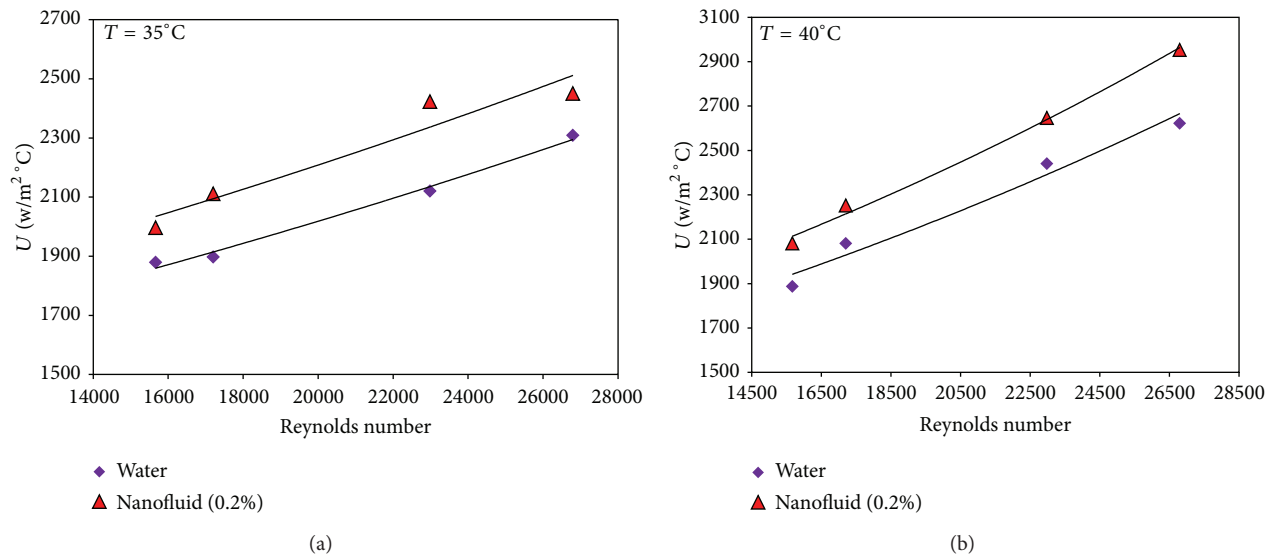 T = 35°C
2700
2500
2300
2100
1900
1700
1500
U (w/m² °C)
14000 16000 18000 20000 22000 24000 26000 28000
Reynolds number
Water
Nanofluid (0.2%)
(a)
T = 40°C
3100
2900
2700
2500
2300
2100
1900
1700
1500
U (w/m² °C)
14500 16500 18500 20500 22500 24500 26500 28500
Reynolds number
Water
Nanofluid (0.2%)
(b)